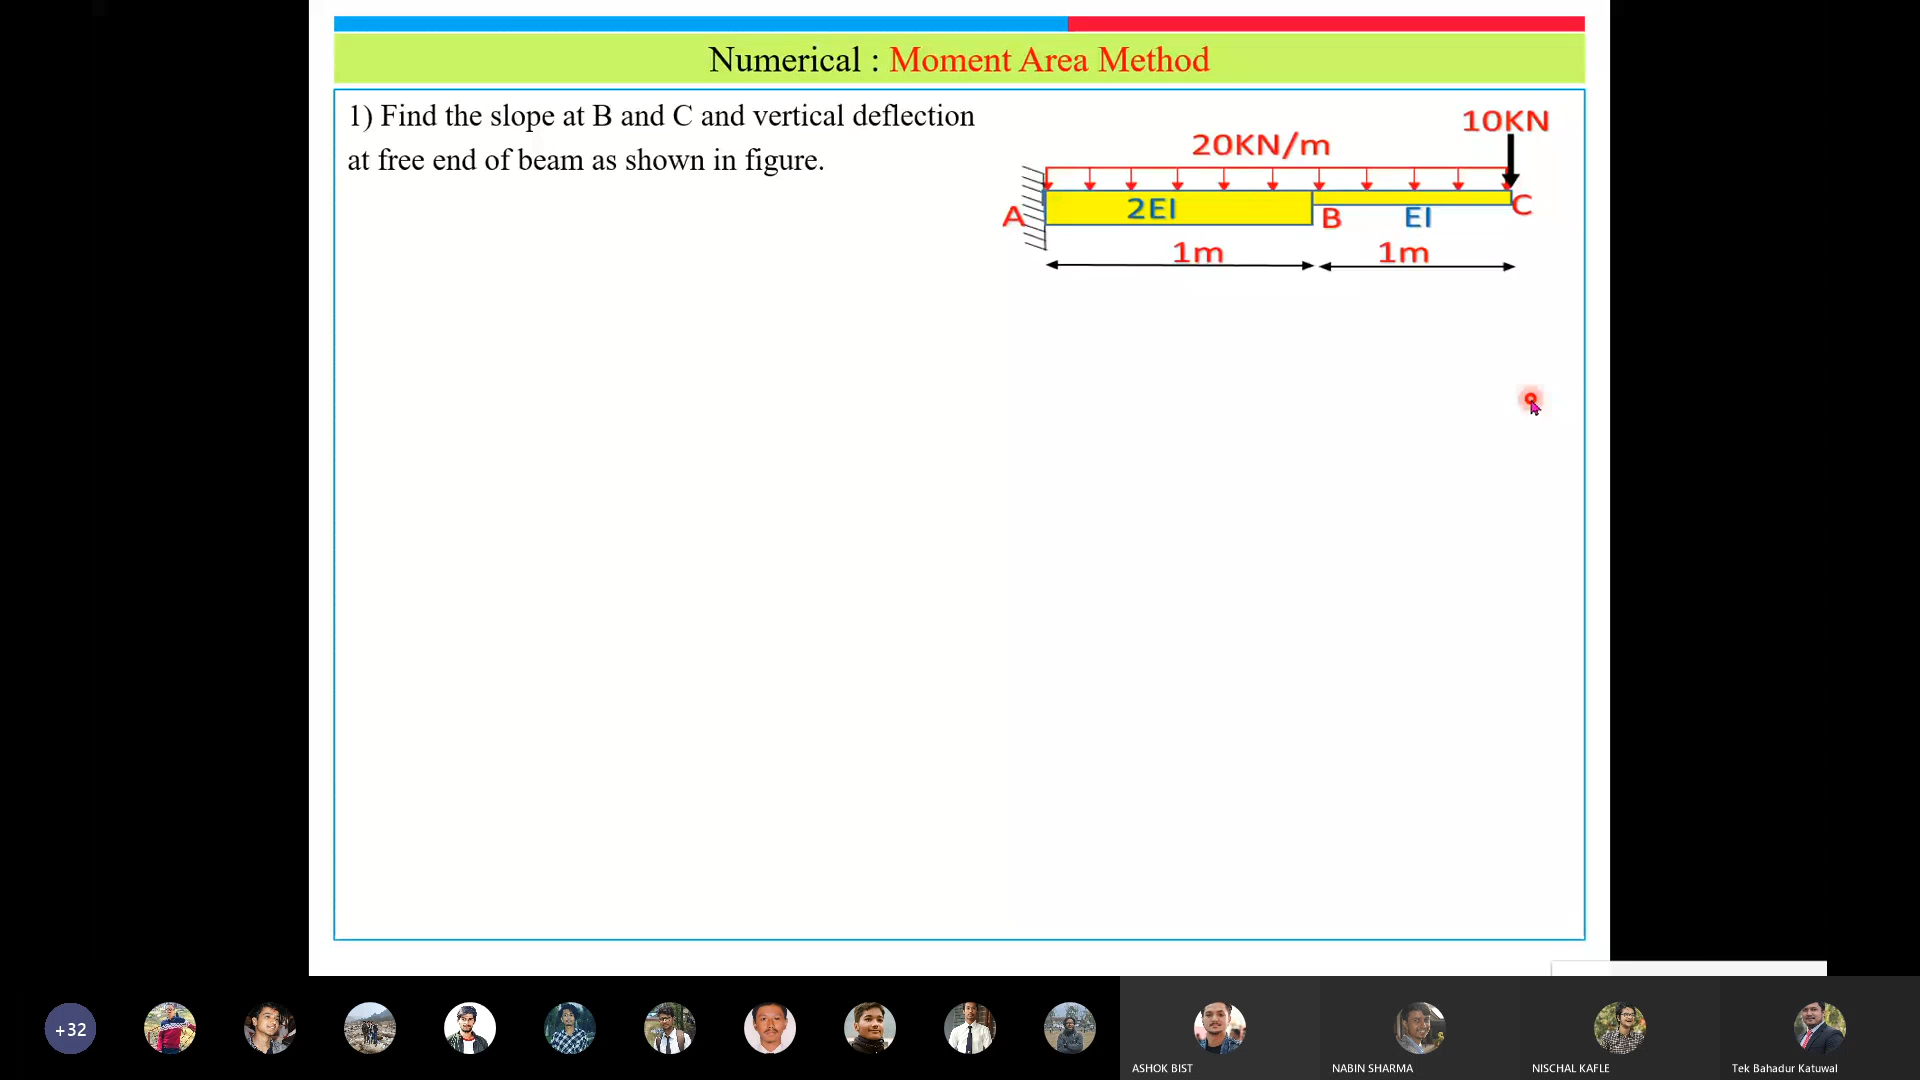 Numerical : Moment Area Method
1) Find the slope at B and C and vertical deflection
at free end of beam as shown in figure.
10KN
20KN/m
A
2EI
B
EI
C
1m
1m
+32
ASHOK BIST
NABIN SHARMA
NISCHAL KAFLE
Tek Bahadur Katuwal